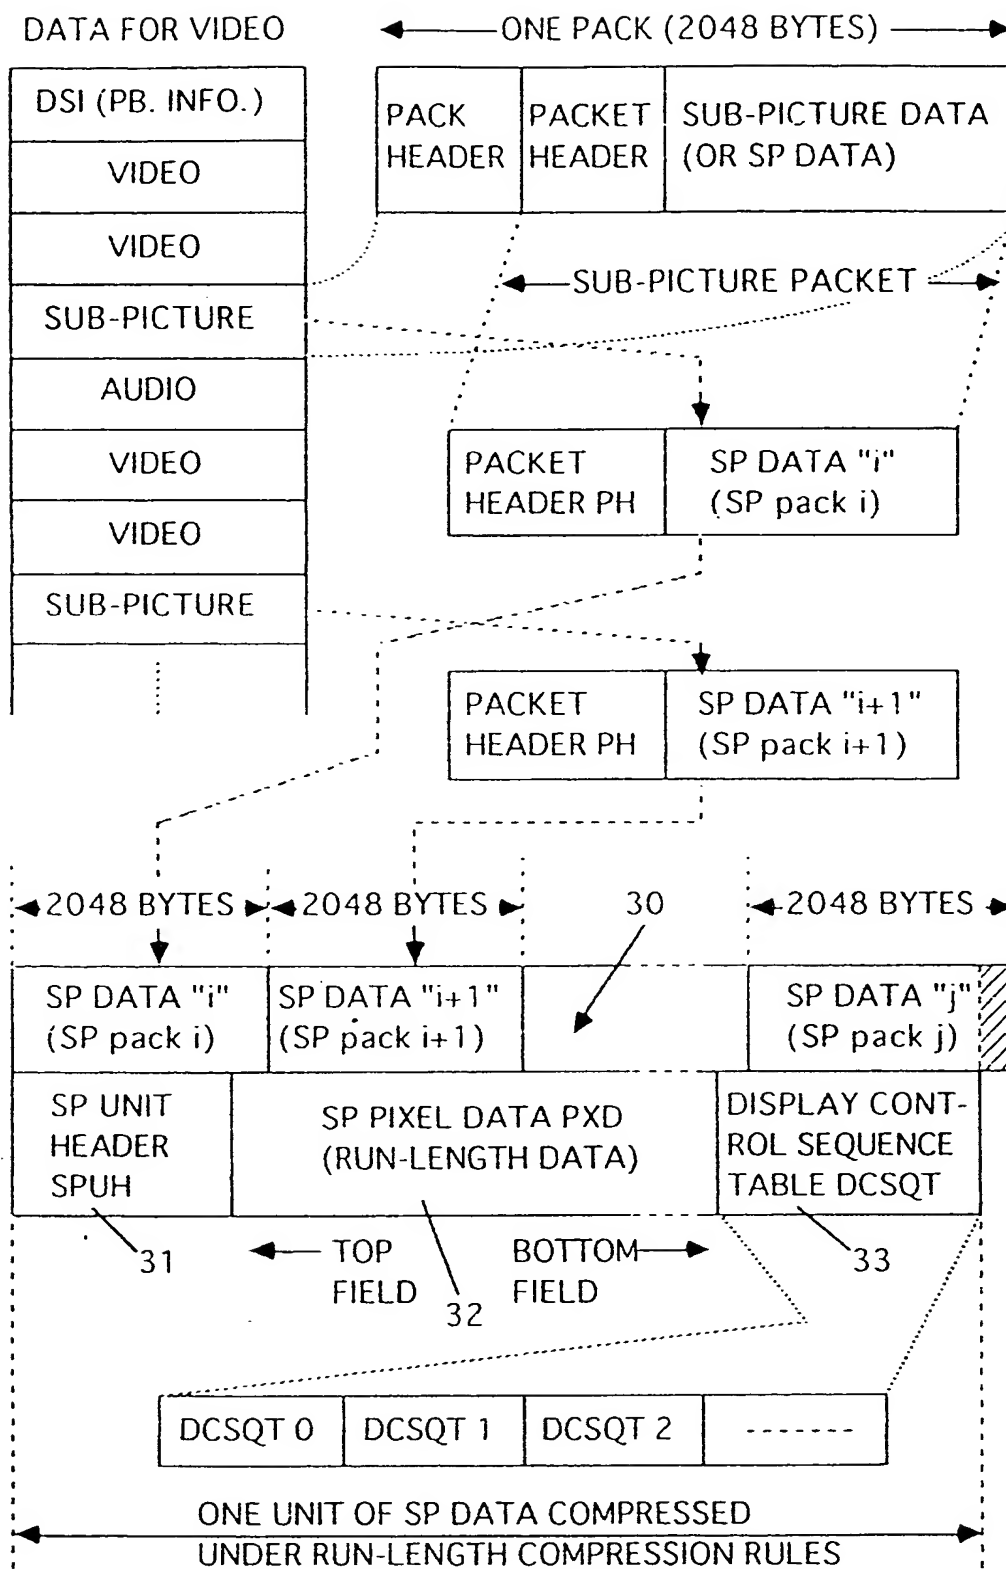 DATA FOR VIDEO
ONE PACK (2048 BYTES)
DSI (PB. INFO.)
VIDEO
VIDEO
SUB-PICTURE
AUDIO
VIDEO
VIDEO
SUB-PICTURE
PACK
HEADER
PACKET
HEADER
SUB-PICTURE DATA
(OR SP DATA)
SUB-PICTURE PACKET
PACKET
HEADER PH
SP DATA "i"
(SP pack i)
PACKET
HEADER PH
SP DATA "i+1"
(SP pack i+1)
2048 BYTES
2048 BYTES
30
2048 BYTES
SP DATA "i"
(SP pack i)
SP DATA "i+1"
(SP pack i+1)
SP DATA "j"
(SP pack j)
SP UNIT
HEADER
SPUH
SP PIXEL DATA PXD
(RUN-LENGTH DATA)
DISPLAY CONT-
ROL SEQUENCE
TABLE DCSQT
31
TOP
FIELD
32
BOTTOM
FIELD
33
DCSQT 0
DCSQT 1
DCSQT 2
ONE UNIT OF SP DATA COMPRESSED
UNDER RUN-LENGTH COMPRESSION RULES